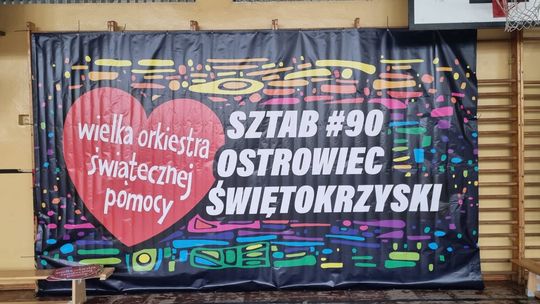 wielka orkiestra
świątecznej
pomocy
SZTAB #90
OSTROWIEC
ŚWIĘTOKRZYSKI